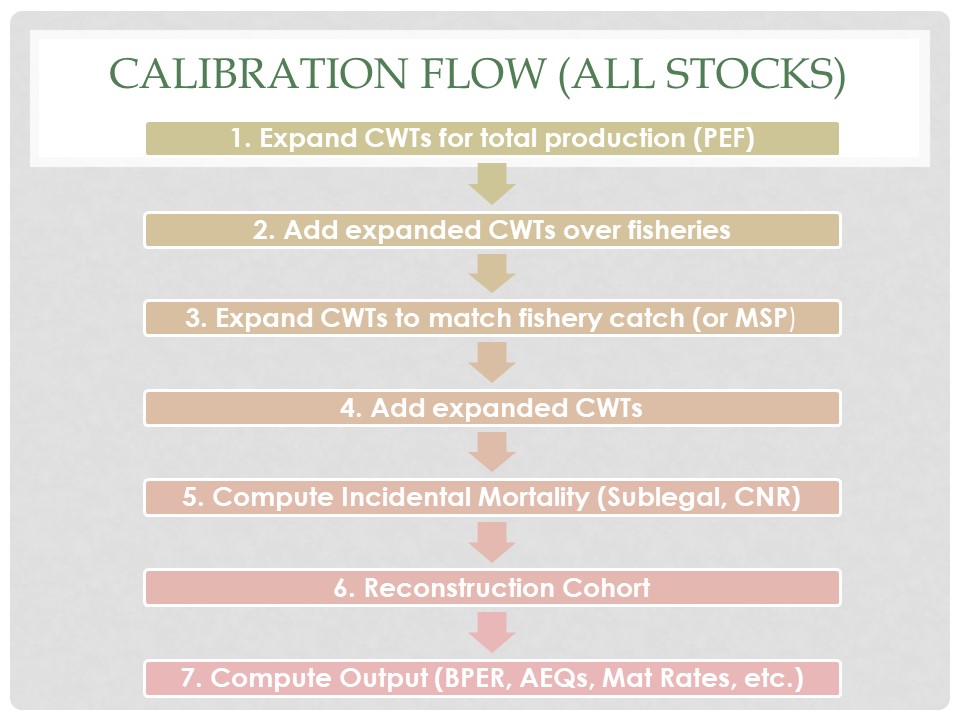 CALIBRATION FLOW (ALL STOCKS)
1. Expand CWTs for total production (PEF)
2. Add expanded CWTs over fisheries
3. Expand CWTs to match fishery catch (or MSP)
4. Add expanded CWTs
5. Compute Incidental Mortality (Sublegal, CNR)
6. Reconstruction Cohort
7. Compute Output (BPER, AEQs, Mat Rates, etc.)